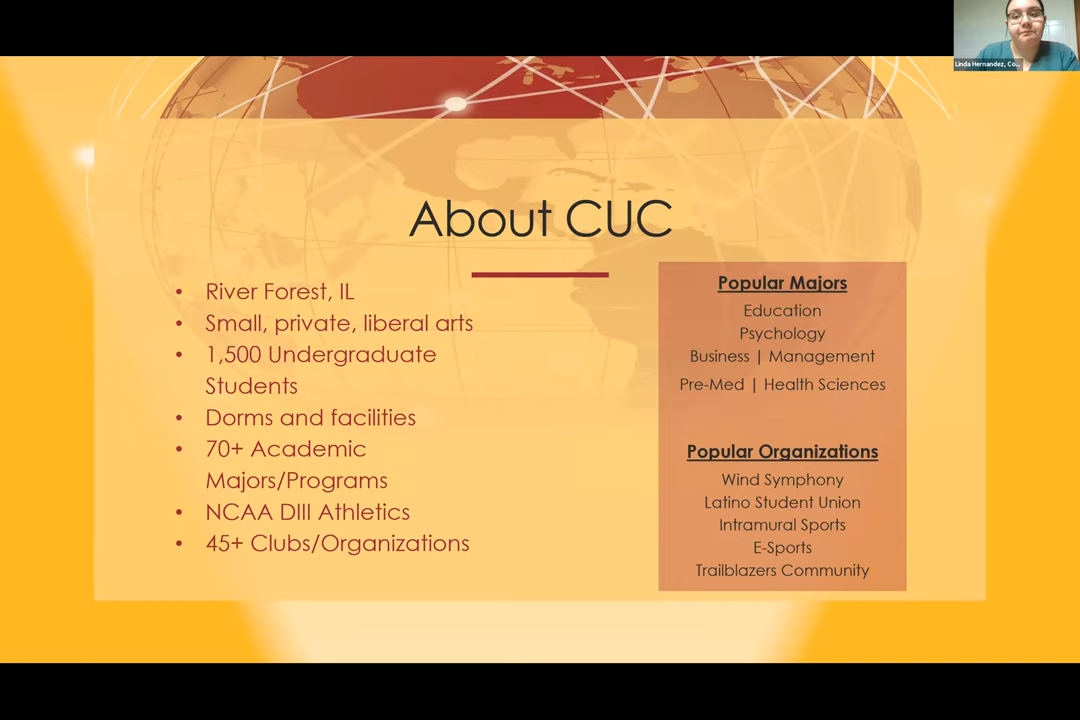 Linda Hernandez, Co...
About CUC
• River Forest, IL
• Small, private, liberal arts
• 1,500 Undergraduate
Students
• Dorms and facilities
• 70+ Academic
Majors/Programs
• NCAA DIII Athletics
• 45+ Clubs/Organizations
Popular Majors
Education
Psychology
Business | Management
Pre-Med | Health Sciences
Popular Organizations
Wind Symphony
Latino Student Union
Intramural Sports
E-Sports
Trailblazers Community